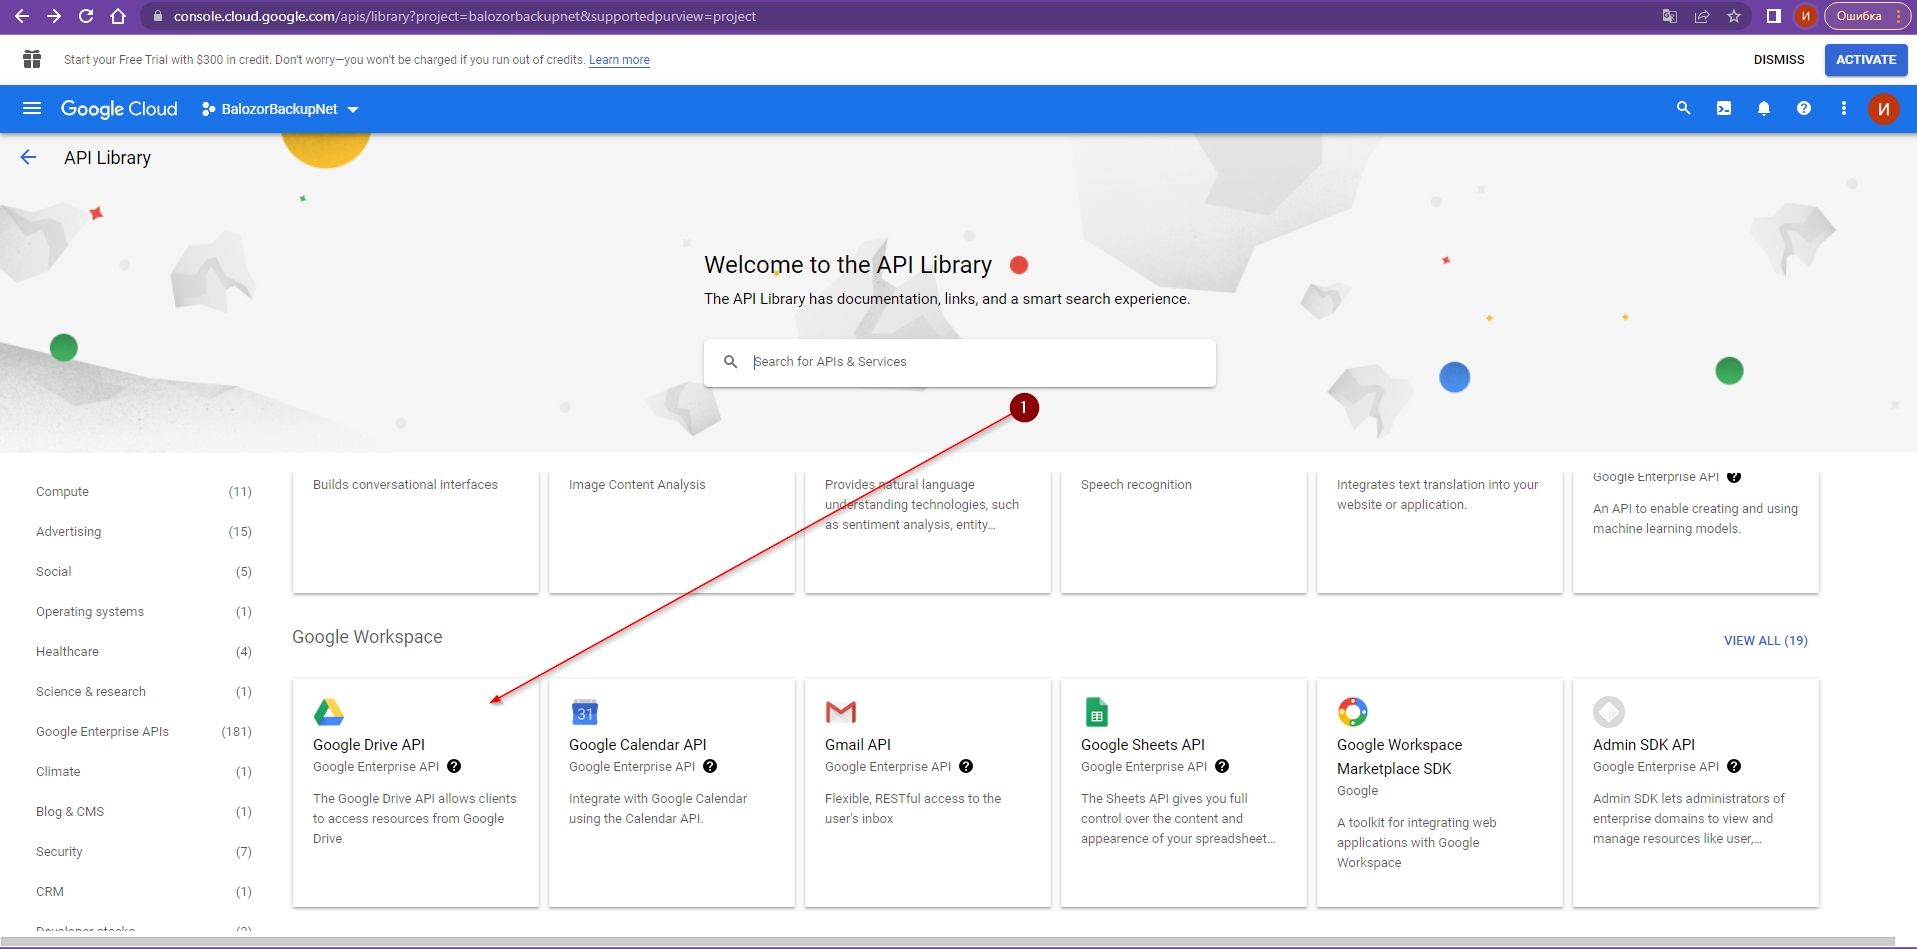 console.cloud.google.com/apis/library?project=balozorbackupnet&supportedpurview=project
И
Ошибка
Start your Free Trial with $300 in credit. Don't worry—you won't be charged if you run out of credits. Learn more
DISMISS
ACTIVATE
Google Cloud
BalozorBackupNet
И
API Library
Welcome to the API Library
The API Library has documentation, links, and a smart search experience.
Search for APIs & Services
1
Compute (11)
Advertising (15)
Social (5)
Operating systems (1)
Healthcare (4)
Science & research (1)
Google Enterprise APIs (181)
Climate (1)
Blog & CMS (1)
Security (7)
CRM (1)
Developer stacks (2)
Builds conversational interfaces
Image Content Analysis
Provides natural language
understanding technologies, such
as sentiment analysis, entity...
Speech recognition
Integrates text translation into your
website or application.
Google Enterprise API
An API to enable creating and using
machine learning models.
Google Workspace
VIEW ALL (19)
Google Drive API
Google Enterprise API
The Google Drive API allows clients
to access resources from Google
Drive
31
Google Calendar API
Google Enterprise API
Integrate with Google Calendar
using the Calendar API.
Gmail API
Google Enterprise API
Flexible, RESTful access to the
user's inbox
Google Sheets API
Google Enterprise API
The Sheets API gives you full
control over the content and
appearence of your spreadsheet...
Google Workspace
Marketplace SDK
Google
A toolkit for integrating web
applications with Google
Workspace
Admin SDK API
Google Enterprise API
Admin SDK lets administrators of
enterprise domains to view and
manage resources like user,...